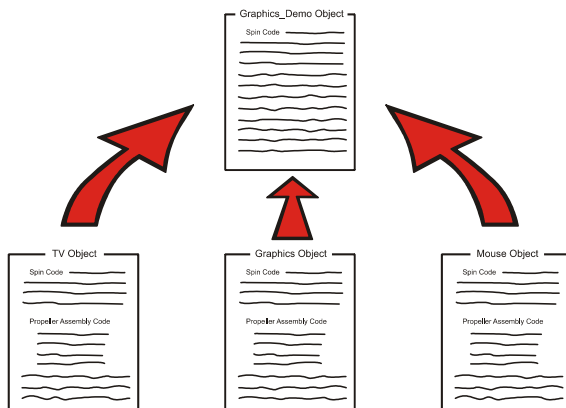 Graphics_Demo Object
Spin Code
TV Object
Graphics Object
Mouse Object
Spin Code
Spin Code
Spin Code
Propeller Assembly Code
Propeller Assembly Code
Propeller Assembly Code